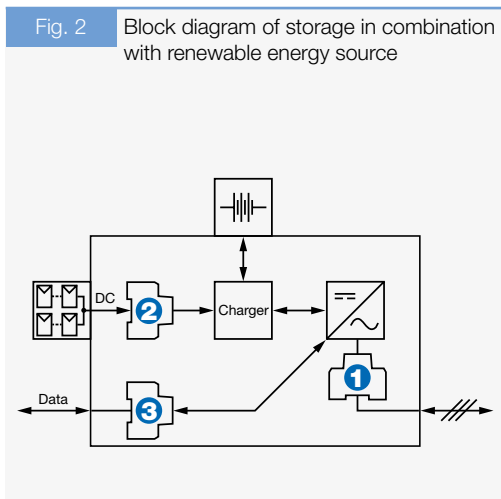 Fig. 2
Block diagram of storage in combination
with renewable energy source
DC
2
Charger
1
Data
3